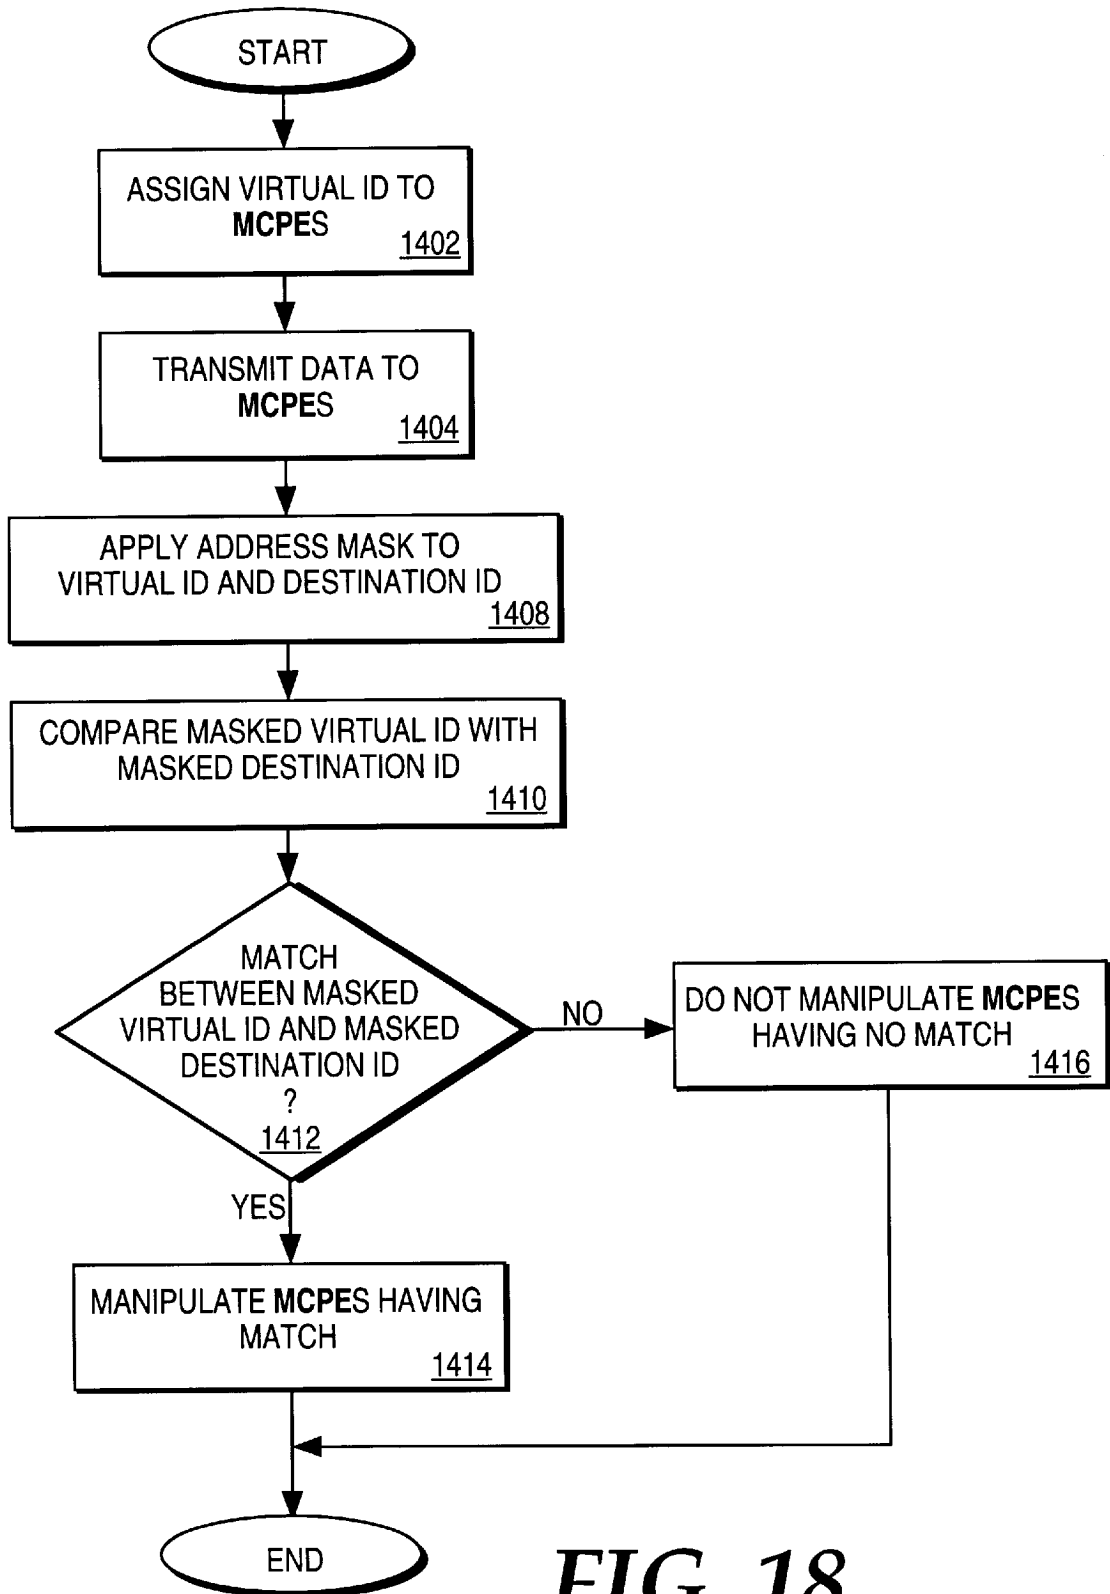 START
ASSIGN VIRTUAL ID TO
MCPES
1402
TRANSMIT DATA TO
MCPES
1404
APPLY ADDRESS MASK TO
VIRTUAL ID AND DESTINATION ID
1408
COMPARE MASKED VIRTUAL ID WITH
MASKED DESTINATION ID
1410
MATCH
BETWEEN MASKED
VIRTUAL ID AND MASKED
DESTINATION ID
?
1412
NO
DO NOT MANIPULATE MCPES
HAVING NO MATCH
1416
YES
MANIPULATE MCPES HAVING
MATCH
1414
END
FIG. 18